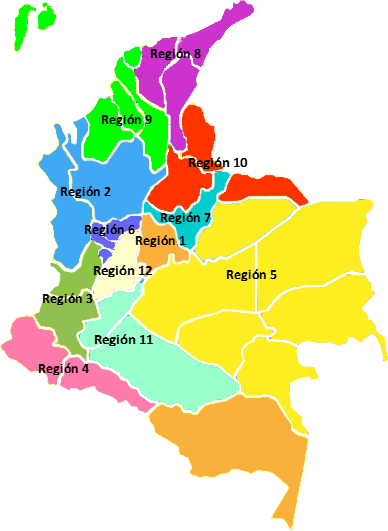 Región 8
Región 9
Región 10
Región 2
Región 7
Región 6
Región 1
Región 12
Región 5
Región 3
Región 11
Región 4